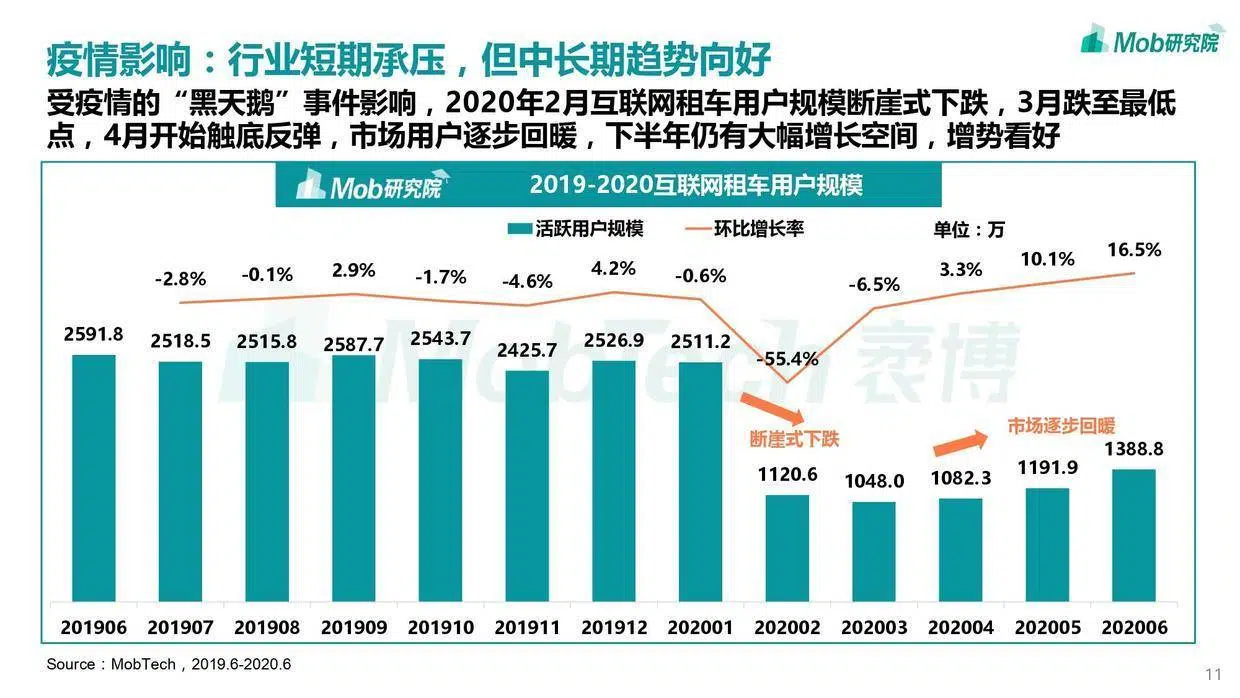 Mob研究院
疫情影响：行业短期承压，但中长期趋势向好
受疫情的“黑天鹅”事件影响，2020年2月互联网租车用户规模断崖式下跌，3月跌至最低
点，4月开始触底反弹，市场用户逐步回暖，下半年仍有大幅增长空间，增势看好
Mob研究院 2019-2020互联网租车用户规模
活跃用户规模 环比增长率 单位：万
-2.8% -0.1% 2.9% -1.7% -4.6% 4.2% -0.6% -55.4% -6.5% 3.3% 10.1% 16.5%
2591.8 2518.5 2515.8 2587.7 2543.7 2425.7 2526.9 2511.2 1120.6 1048.0 1082.3 1191.9 1388.8
MobTech 袤博
断崖式下跌 市场逐步回暖
201906 201907 201908 201909 201910 201911 201912 202001 202002 202003 202004 202005 202006
Source：MobTech，2019.6-2020.6
11